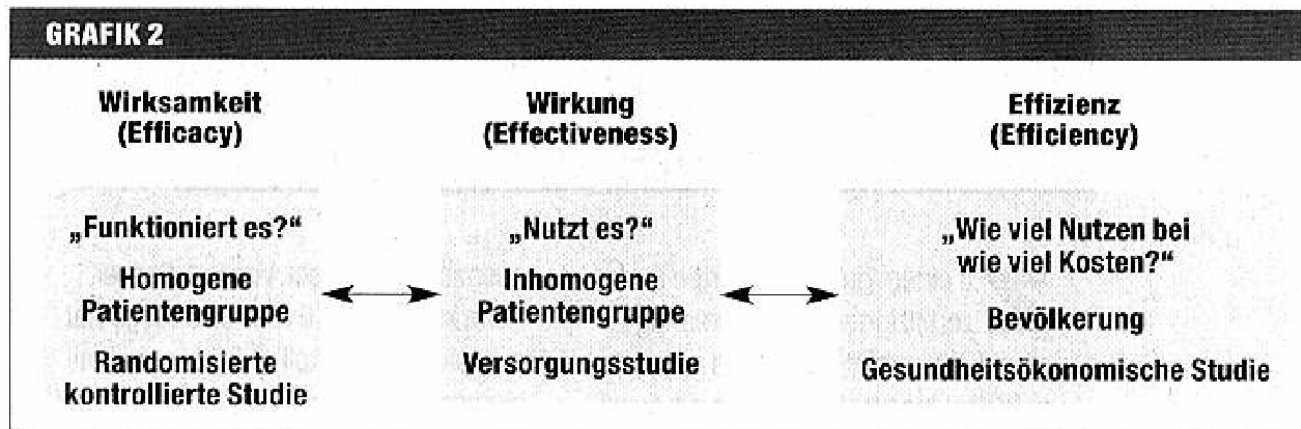 GRAFIK 2
Wirksamkeit
(Efficacy)
„Funktioniert es?“
Homogene
Patientengruppe
Randomisierte
kontrollierte Studie
Wirkung
(Effectiveness)
„Nutzt es?“
Inhomogene
Patientengruppe
Versorgungsstudie
Effizienz
(Efficiency)
„Wie viel Nutzen bei
wie viel Kosten?“
Bevölkerung
Gesundheitsökonomische Studie